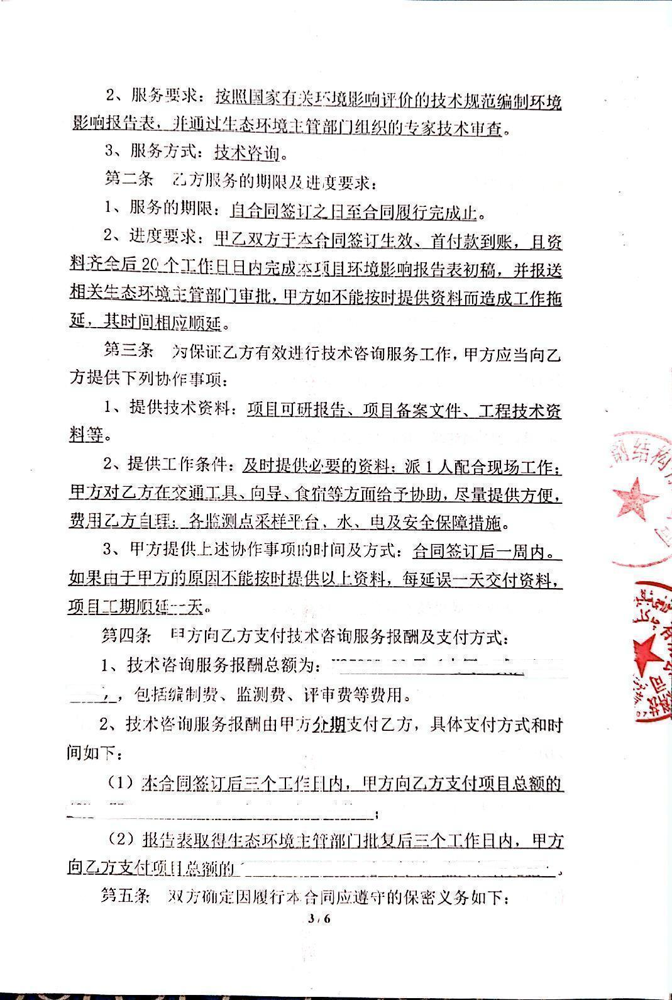 2、服务要求：按照国家有关环境影响评价的技术规范编制环境
影响报告表，并通过生态环境主管部门组织的专家技术审查。
3、服务方式：技术咨询。
第二条　乙方服务的期限及进度要求：
1、服务的期限：自合同签订之日至合同履行完成止。
2、进度要求：甲乙双方于本合同签订生效、首付款到账，且资
料齐全后20个工作日日内完成本项目环境影响报告表初稿，并报送
相关生态环境主管部门审批，甲方如不能按时提供资料而造成工作拖
延，其时间相应顺延。
第三条　为保证乙方有效进行技术咨询服务工作，甲方应当向乙
方提供下列协作事项：
1、提供技术资料：项目可研报告、项目备案文件、工程技术资
料等。
2、提供工作条件：及时提供必要的资料；派1人配合现场工作；
甲方对乙方在交通工具、向导、食宿等方面给予协助，尽量提供方便，
费用乙方自理；各监测点采样平台、水、电及安全保障措施。
3、甲方提供上述协作事项的时间及方式：合同签订后一周内。
如果由于甲方的原因不能按时提供以上资料，每延误一天交付资料，
项目工期顺延一天。
第四条　甲方向乙方支付技术咨询服务报酬及支付方式：
1、技术咨询服务报酬总额为：
，包括编制费、监测费、评审费等费用。
2、技术咨询服务报酬由甲方分期支付乙方，具体支付方式和时
间如下：
（1）本合同签订后三个工作日内，甲方向乙方支付项目总额的
；
（2）报告表取得生态环境主管部门批复后三个工作日内，甲方
向乙方支付项目总额的
。
第五条　双方确定因履行本合同应遵守的保密义务如下：
3/6
钢结构
司